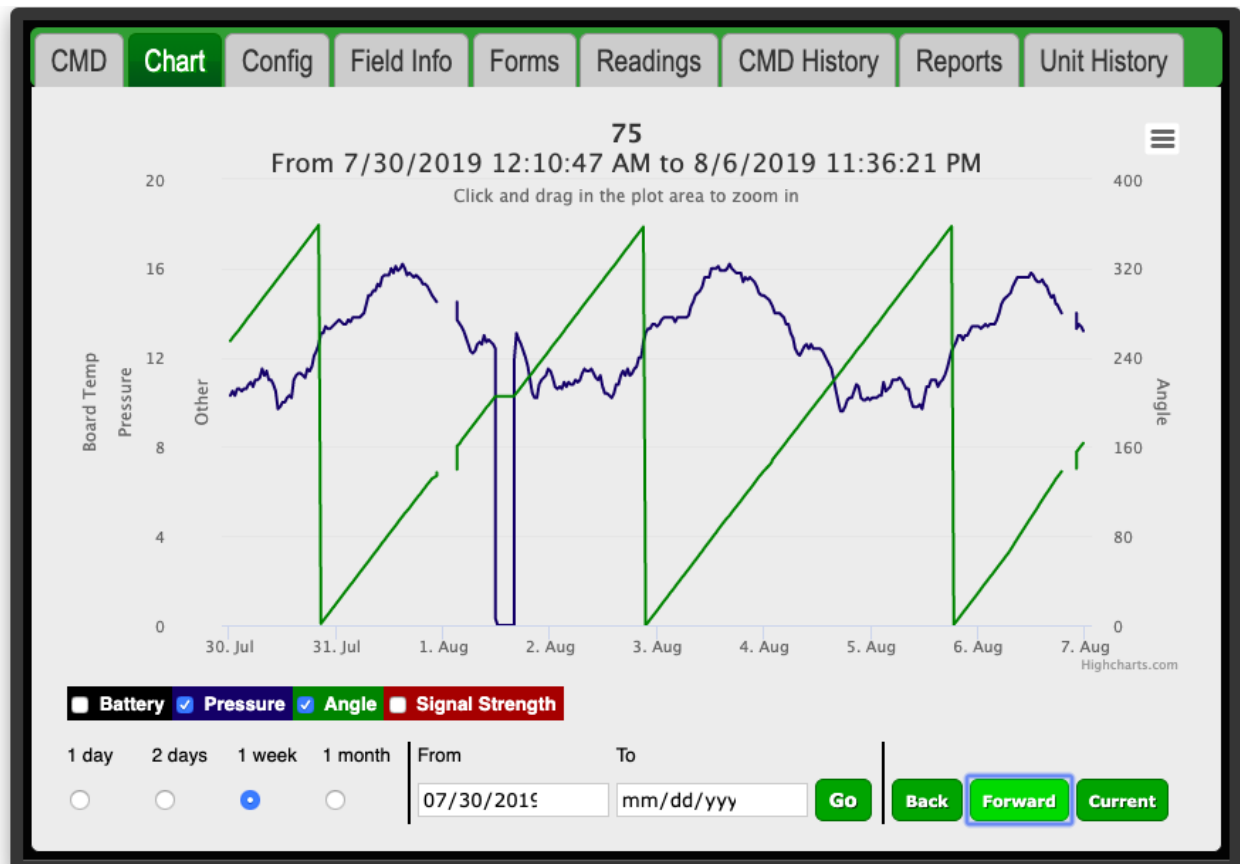 CMD Chart Config Field Info Forms Readings CMD History Reports Unit History
75
From 7/30/2019 12:10:47 AM to 8/6/2019 11:36:21 PM
Click and drag in the plot area to zoom in
20 400
16 320
12 240
8 160
4 80
0 0
Board Temp
Pressure
Other
Angle
30. Jul 31. Jul 1. Aug 2. Aug 3. Aug 4. Aug 5. Aug 6. Aug 7. Aug
Highcharts.com
Battery Pressure Angle Signal Strength
1 day 2 days 1 week 1 month From To
07/30/2019 mm/dd/yyy Go Back Forward Current